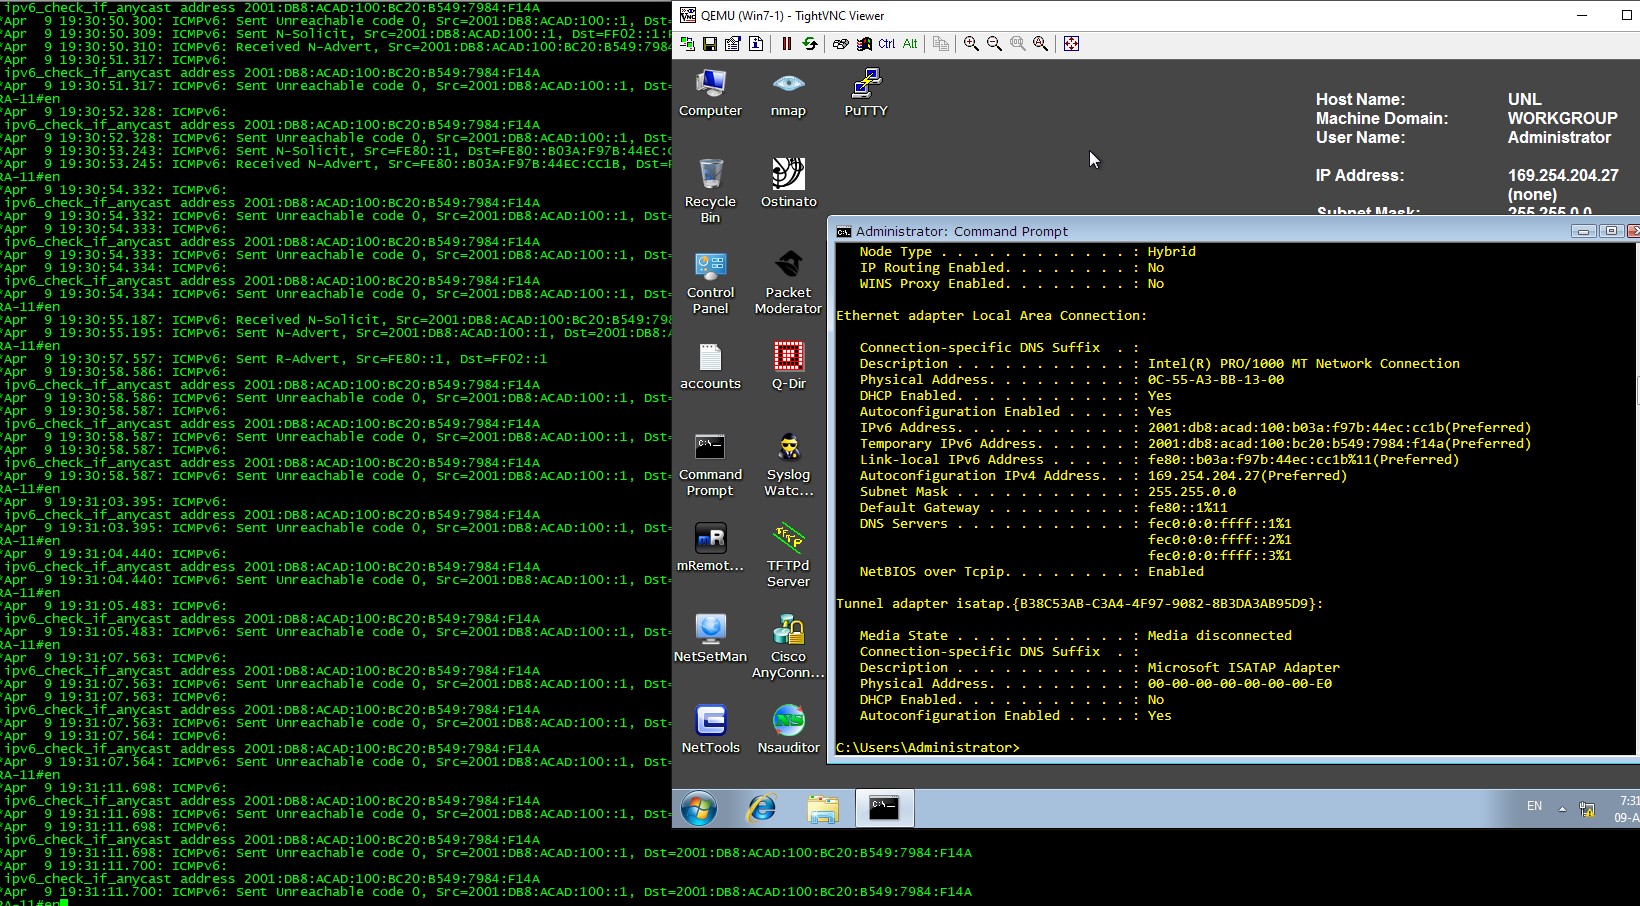 ipv6_check_if_anycast address 2001:DB8:ACAD:100:BC20:B549:7984:F14A
*Apr  9 19:30:50.300: ICMPv6: Sent Unreachable code 0, Src=2001:DB8:ACAD:100::1, Dst=
*Apr  9 19:30:50.309: ICMPv6: Sent N-Solicit, Src=2001:DB8:ACAD:100::1, Dst=FF02::1:
*Apr  9 19:30:50.310: ICMPv6: Received N-Advert, Src=2001:DB8:ACAD:100:BC20:B549:7984
*Apr  9 19:30:51.317: ICMPv6:
ipv6_check_if_anycast address 2001:DB8:ACAD:100:BC20:B549:7984:F14A
*Apr  9 19:30:51.317: ICMPv6: Sent Unreachable code 0, Src=2001:DB8:ACAD:100::1, Dst=
RA-11#en
*Apr  9 19:30:52.328: ICMPv6:
ipv6_check_if_anycast address 2001:DB8:ACAD:100:BC20:B549:7984:F14A
*Apr  9 19:30:52.328: ICMPv6: Sent Unreachable code 0, Src=2001:DB8:ACAD:100::1, Dst=
*Apr  9 19:30:53.243: ICMPv6: Sent N-Solicit, Src=FE80::1, Dst=FE80::B03A:F97B:44EC:
*Apr  9 19:30:53.245: ICMPv6: Received N-Advert, Src=FE80::B03A:F97B:44EC:CC1B, Dst=
RA-11#en
*Apr  9 19:30:54.332: ICMPv6:
ipv6_check_if_anycast address 2001:DB8:ACAD:100:BC20:B549:7984:F14A
*Apr  9 19:30:54.332: ICMPv6: Sent Unreachable code 0, Src=2001:DB8:ACAD:100::1, Dst=
*Apr  9 19:30:54.333: ICMPv6:
ipv6_check_if_anycast address 2001:DB8:ACAD:100:BC20:B549:7984:F14A
*Apr  9 19:30:54.333: ICMPv6: Sent Unreachable code 0, Src=2001:DB8:ACAD:100::1, Dst=
*Apr  9 19:30:54.334: ICMPv6:
ipv6_check_if_anycast address 2001:DB8:ACAD:100:BC20:B549:7984:F14A
*Apr  9 19:30:54.334: ICMPv6: Sent Unreachable code 0, Src=2001:DB8:ACAD:100::1, Dst=
RA-11#en
*Apr  9 19:30:55.187: ICMPv6: Received N-Solicit, Src=2001:DB8:ACAD:100:BC20:B549:798
*Apr  9 19:30:55.195: ICMPv6: Sent N-Advert, Src=2001:DB8:ACAD:100::1, Dst=2001:DB8:
RA-11#en
*Apr  9 19:30:57.557: ICMPv6: Sent R-Advert, Src=FE80::1, Dst=FF02::1
*Apr  9 19:30:58.586: ICMPv6:
ipv6_check_if_anycast address 2001:DB8:ACAD:100:BC20:B549:7984:F14A
*Apr  9 19:30:58.586: ICMPv6: Sent Unreachable code 0, Src=2001:DB8:ACAD:100::1, Dst=
*Apr  9 19:30:58.587: ICMPv6:
ipv6_check_if_anycast address 2001:DB8:ACAD:100:BC20:B549:7984:F14A
*Apr  9 19:30:58.587: ICMPv6: Sent Unreachable code 0, Src=2001:DB8:ACAD:100::1, Dst=
*Apr  9 19:30:58.587: ICMPv6:
ipv6_check_if_anycast address 2001:DB8:ACAD:100:BC20:B549:7984:F14A
*Apr  9 19:30:58.587: ICMPv6: Sent Unreachable code 0, Src=2001:DB8:ACAD:100::1, Dst=
RA-11#en
*Apr  9 19:31:03.395: ICMPv6:
ipv6_check_if_anycast address 2001:DB8:ACAD:100:BC20:B549:7984:F14A
*Apr  9 19:31:03.395: ICMPv6: Sent Unreachable code 0, Src=2001:DB8:ACAD:100::1, Dst=
RA-11#en
*Apr  9 19:31:04.440: ICMPv6:
ipv6_check_if_anycast address 2001:DB8:ACAD:100:BC20:B549:7984:F14A
*Apr  9 19:31:04.440: ICMPv6: Sent Unreachable code 0, Src=2001:DB8:ACAD:100::1, Dst=
RA-11#en
*Apr  9 19:31:05.483: ICMPv6:
ipv6_check_if_anycast address 2001:DB8:ACAD:100:BC20:B549:7984:F14A
*Apr  9 19:31:05.483: ICMPv6: Sent Unreachable code 0, Src=2001:DB8:ACAD:100::1, Dst=
RA-11#en
*Apr  9 19:31:07.563: ICMPv6:
ipv6_check_if_anycast address 2001:DB8:ACAD:100:BC20:B549:7984:F14A
*Apr  9 19:31:07.563: ICMPv6: Sent Unreachable code 0, Src=2001:DB8:ACAD:100::1, Dst=
*Apr  9 19:31:07.563: ICMPv6:
ipv6_check_if_anycast address 2001:DB8:ACAD:100:BC20:B549:7984:F14A
*Apr  9 19:31:07.563: ICMPv6: Sent Unreachable code 0, Src=2001:DB8:ACAD:100::1, Dst=
*Apr  9 19:31:07.564: ICMPv6:
ipv6_check_if_anycast address 2001:DB8:ACAD:100:BC20:B549:7984:F14A
*Apr  9 19:31:07.564: ICMPv6: Sent Unreachable code 0, Src=2001:DB8:ACAD:100::1, Dst=
RA-11#en
*Apr  9 19:31:11.698: ICMPv6:
ipv6_check_if_anycast address 2001:DB8:ACAD:100:BC20:B549:7984:F14A
*Apr  9 19:31:11.698: ICMPv6: Sent Unreachable code 0, Src=2001:DB8:ACAD:100::1, Dst=
*Apr  9 19:31:11.698: ICMPv6:
ipv6_check_if_anycast address 2001:DB8:ACAD:100:BC20:B549:7984:F14A
*Apr  9 19:31:11.698: ICMPv6: Sent Unreachable code 0, Src=2001:DB8:ACAD:100::1, Dst=2001:DB8:ACAD:100:BC20:B549:7984:F14A
*Apr  9 19:31:11.700: ICMPv6:
ipv6_check_if_anycast address 2001:DB8:ACAD:100:BC20:B549:7984:F14A
*Apr  9 19:31:11.700: ICMPv6: Sent Unreachable code 0, Src=2001:DB8:ACAD:100::1, Dst=2001:DB8:ACAD:100:BC20:B549:7984:F14A
RA-11#en
QEMU (Win7-1) - TightVNC Viewer
Ctrl Alt
Computer
nmap
PuTTY
Recycle Bin
Ostinato
Control Panel
Packet Moderator
accounts
Q-Dir
Command Prompt
Syslog Watc...
mRemot...
TFTPd Server
NetSetMan
Cisco AnyConn...
NetTools
Nsauditor
Host Name: UNL
Machine Domain: WORKGROUP
User Name: Administrator
IP Address: 169.254.204.27
(none)
Subnet Mask: 255.255.0.0
Administrator: Command Prompt
Node Type . . . . . . . . . . . . : Hybrid
IP Routing Enabled. . . . . . . . : No
WINS Proxy Enabled. . . . . . . . : No
Ethernet adapter Local Area Connection:
Connection-specific DNS Suffix  . :
Description . . . . . . . . . . . : Intel(R) PRO/1000 MT Network Connection
Physical Address. . . . . . . . . : 0C-55-A3-BB-13-00
DHCP Enabled. . . . . . . . . . . : Yes
Autoconfiguration Enabled . . . . : Yes
IPv6 Address. . . . . . . . . . . : 2001:db8:acad:100:b03a:f97b:44ec:cc1b(Preferred)
Temporary IPv6 Address. . . . . . : 2001:db8:acad:100:bc20:b549:7984:f14a(Preferred)
Link-local IPv6 Address . . . . . : fe80::b03a:f97b:44ec:cc1b%11(Preferred)
Autoconfiguration IPv4 Address. . : 169.254.204.27(Preferred)
Subnet Mask . . . . . . . . . . . : 255.255.0.0
Default Gateway . . . . . . . . . : fe80::1%11
DNS Servers . . . . . . . . . . . : fec0:0:0:ffff::1%1
fec0:0:0:ffff::2%1
fec0:0:0:ffff::3%1
NetBIOS over Tcpip. . . . . . . . : Enabled
Tunnel adapter isatap.{B38C53AB-C3A4-4F97-9082-8B3DA3AB95D9}:
Media State . . . . . . . . . . . : Media disconnected
Connection-specific DNS Suffix  . :
Description . . . . . . . . . . . : Microsoft ISATAP Adapter
Physical Address. . . . . . . . . : 00-00-00-00-00-00-00-E0
DHCP Enabled. . . . . . . . . . . : No
Autoconfiguration Enabled . . . . : Yes
C:\Users\Administrator>
EN
7:31
09-A